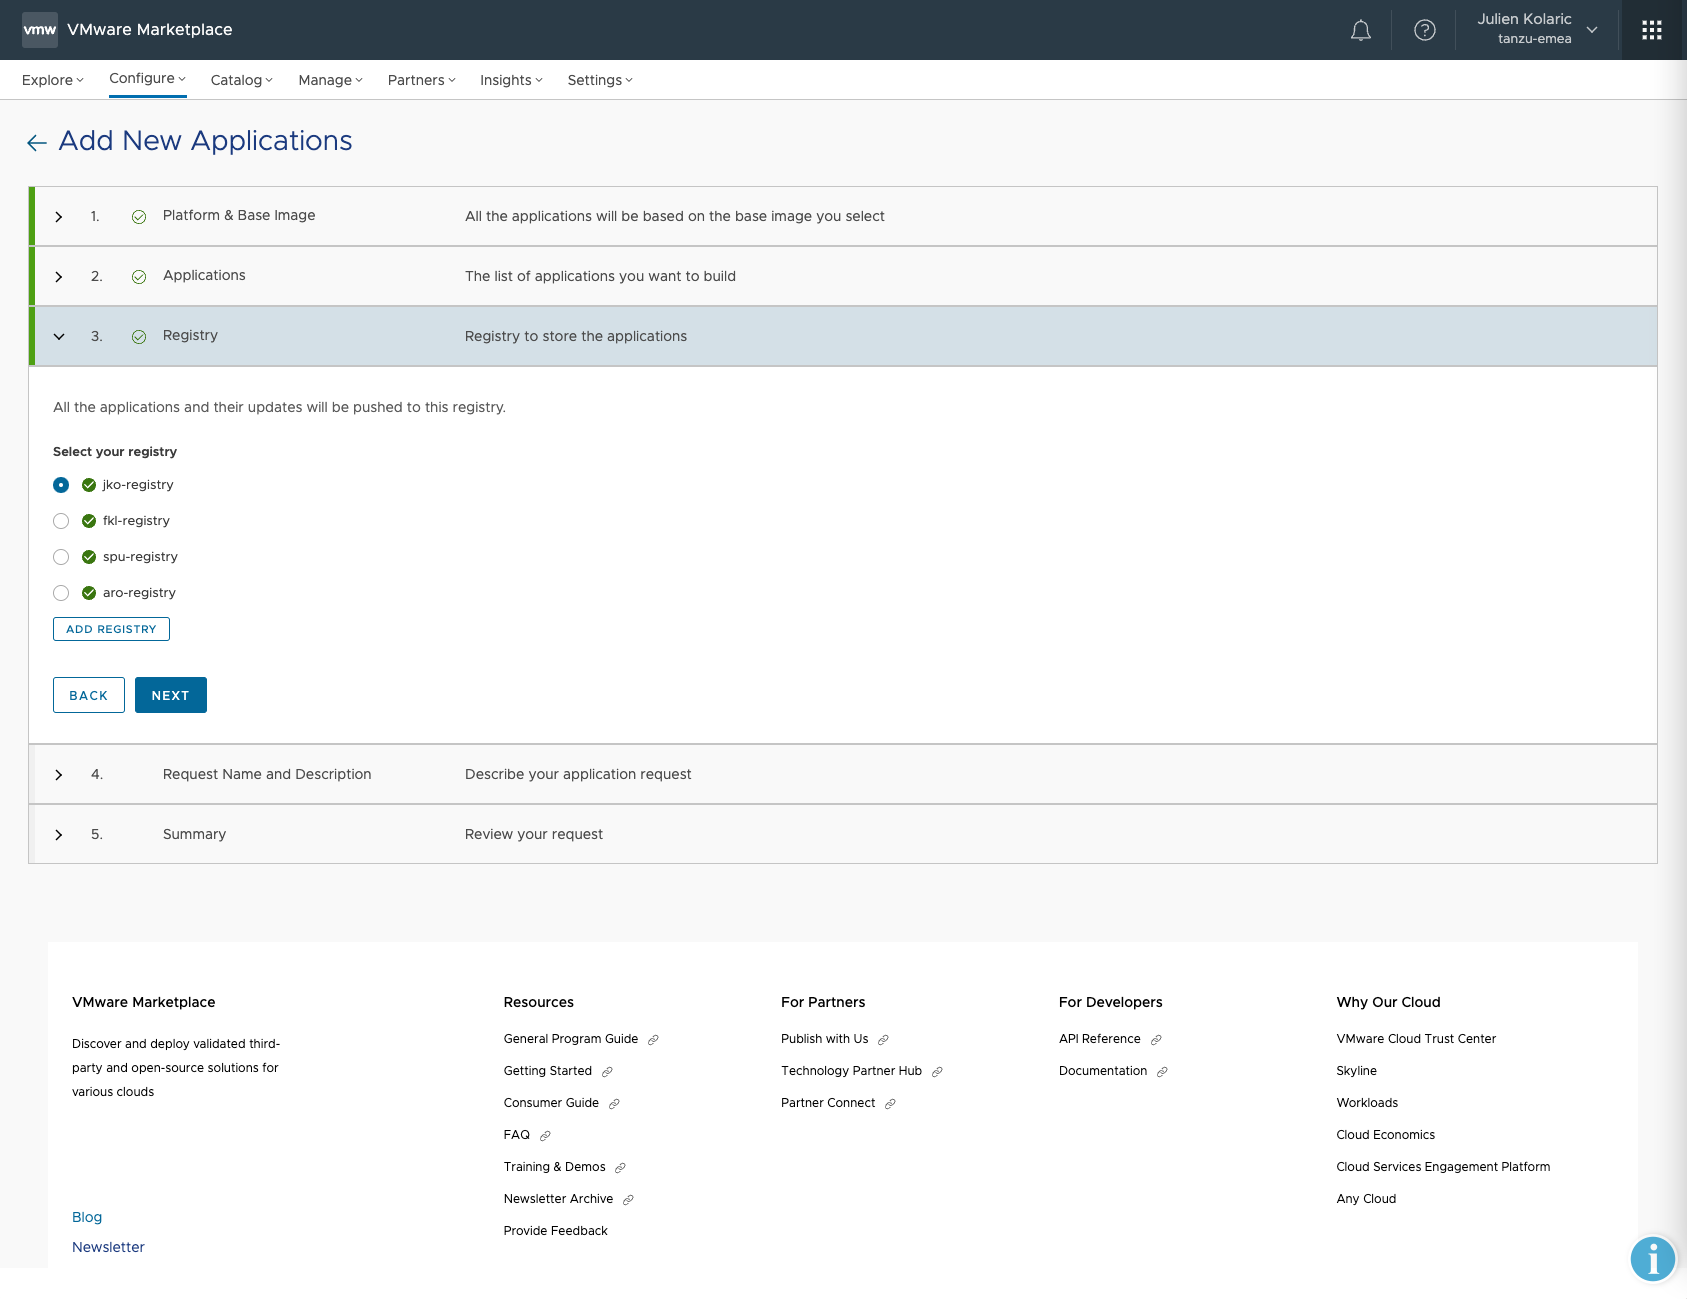 vmw VMware Marketplace
Julien Kolaric
tanzu-emea
Explore Configure Catalog Manage Partners Insights Settings
Add New Applications
1. Platform & Base Image All the applications will be based on the base image you select
2. Applications The list of applications you want to build
3. Registry Registry to store the applications
All the applications and their updates will be pushed to this registry.
Select your registry
jko-registry
fkl-registry
spu-registry
aro-registry
ADD REGISTRY
BACK NEXT
4. Request Name and Description Describe your application request
5. Summary Review your request
VMware Marketplace
Discover and deploy validated third-
party and open-source solutions for
various clouds
Blog
Newsletter
Resources
General Program Guide
Getting Started
Consumer Guide
FAQ
Training & Demos
Newsletter Archive
Provide Feedback
For Partners
Publish with Us
Technology Partner Hub
Partner Connect
For Developers
API Reference
Documentation
Why Our Cloud
VMware Cloud Trust Center
Skyline
Workloads
Cloud Economics
Cloud Services Engagement Platform
Any Cloud